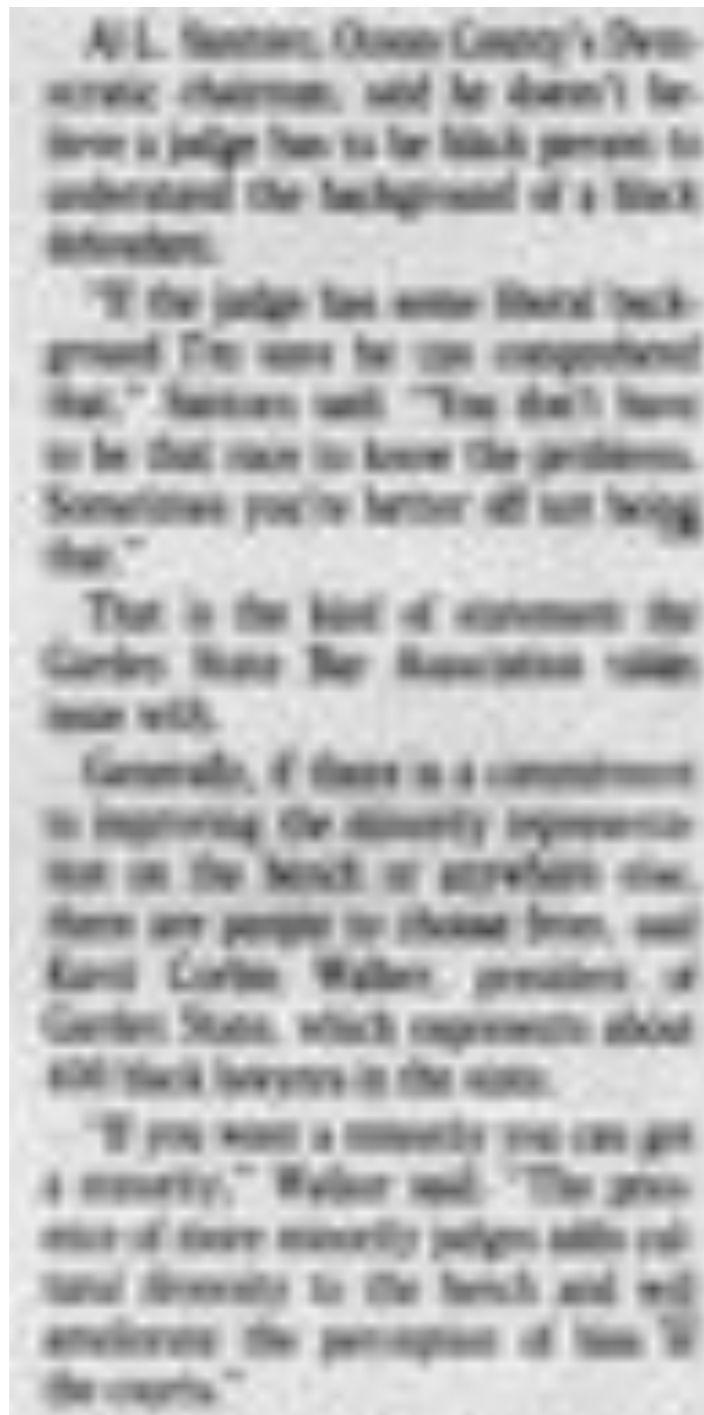 Ocean County's Dem-
ocratic chairman, said he doesn't be-
lieve a judge has to be black person to
understand the background of a black
defendant.
"If the judge has some liberal back-
ground I'm sure he can comprehend
that," Santoro said. "You don't have
to be that race to know the problems.
Sometimes you're better off not being
that."
That is the kind of statement the
Garden State Bar Association takes
issue with.
Generally, if there is a commitment
to improving the minority representa-
tion on the bench or anywhere else,
there are people to choose from, said
Karol Corbin Walker, president of
Garden State, which represents about
black lawyers in the state.
"If you want a minority you can get
a minority," Walker said. "The pres-
ence of more minority judges adds cul-
tural diversity to the bench and will
ameliorate the perception of bias in
the courts."